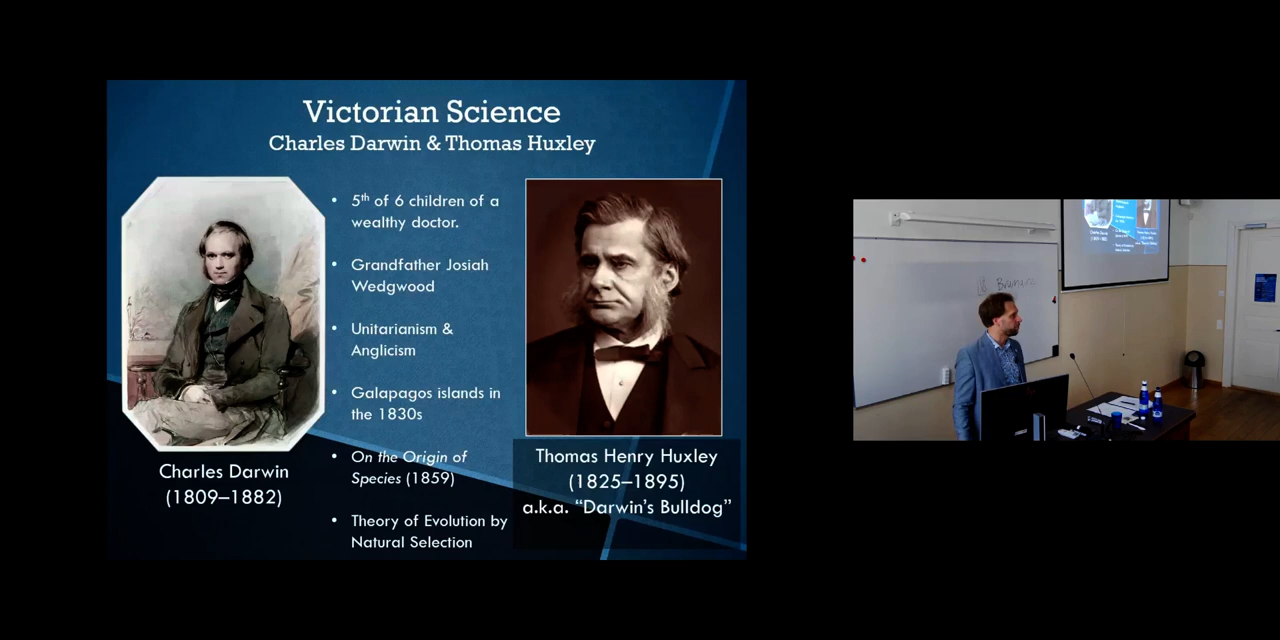 Victorian Science
Charles Darwin & Thomas Huxley
• 5th of 6 children of a
wealthy doctor.
• Grandfather Josiah
Wedgwood
• Unitarianism &
Anglicism
• Galapagos islands in
the 1830s
• On the Origin of
Species (1859)
• Theory of Evolution by
Natural Selection
Charles Darwin
(1809–1882)
Thomas Henry Huxley
(1825–1895)
a.k.a. “Darwin’s Bulldog”